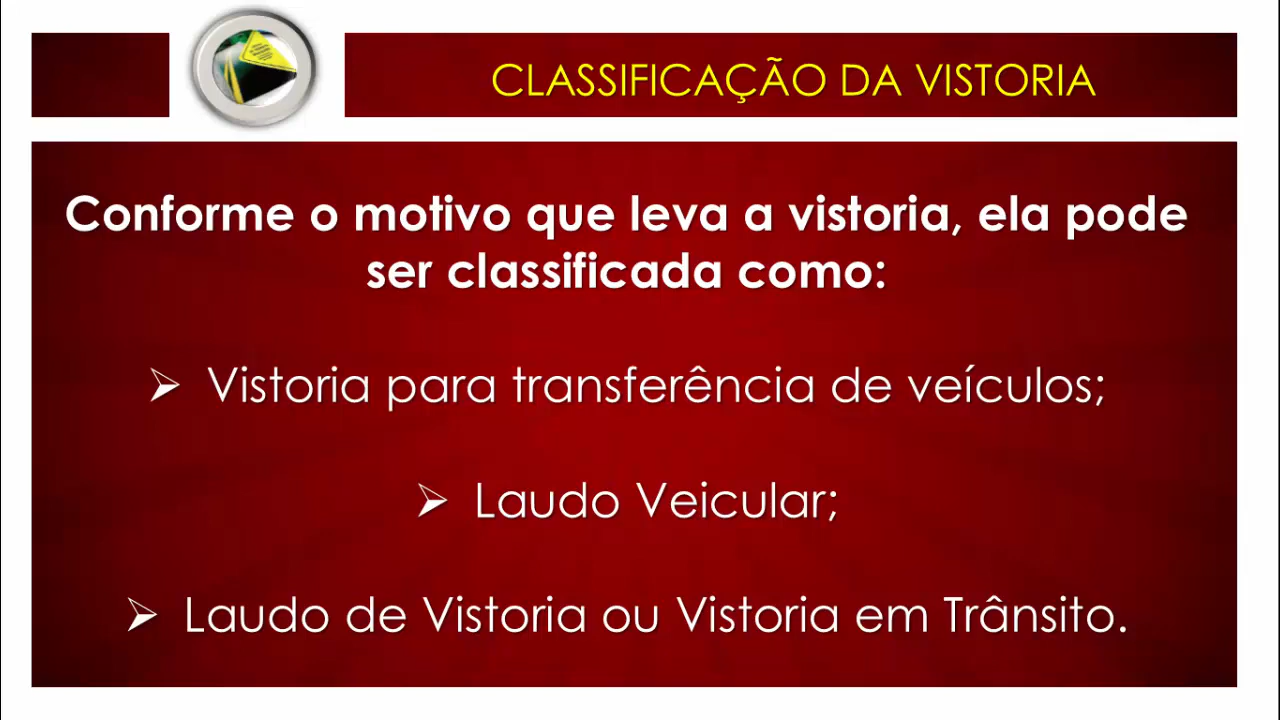 CLASSIFICAÇÃO DA VISTORIA
Conforme o motivo que leva a vistoria, ela pode
ser classificada como:
➢ Vistoria para transferência de veículos;
➢ Laudo Veicular;
➢ Laudo de Vistoria ou Vistoria em Trânsito.